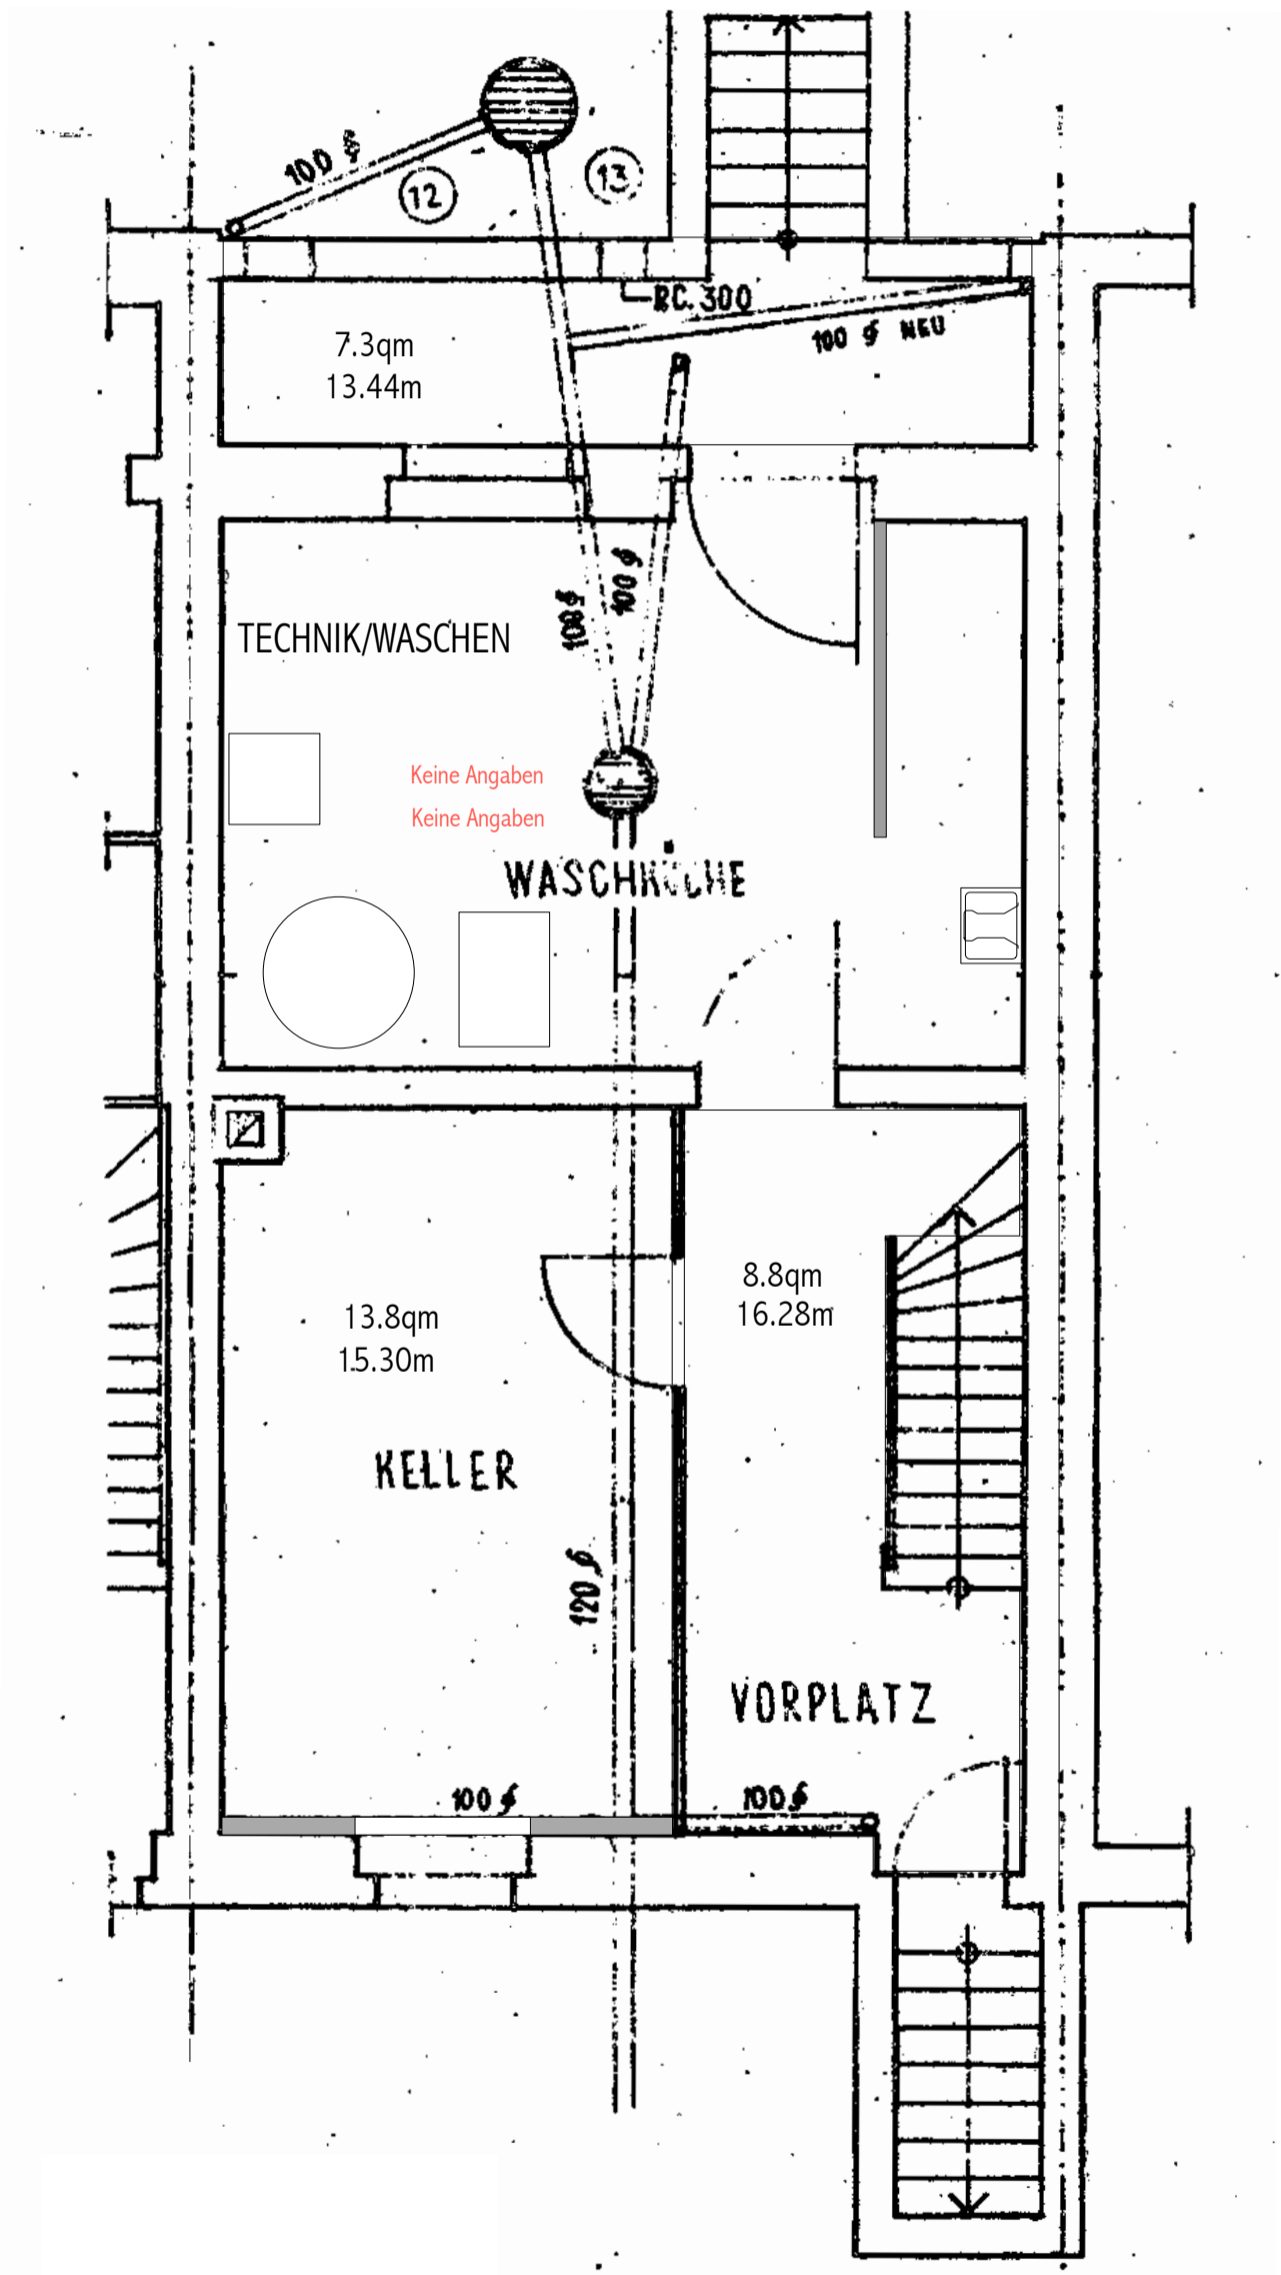 100 ø
12
13
RC. 300
100 ø NEU
7.3qm
13.44m
100 ø
100 ø
TECHNIK/WASCHEN
Keine Angaben
Keine Angaben
WASCHKÜCHE
8.8qm
16.28m
13.8qm
15.30m
KELLER
120 ø
VORPLATZ
100 ø
100 ø